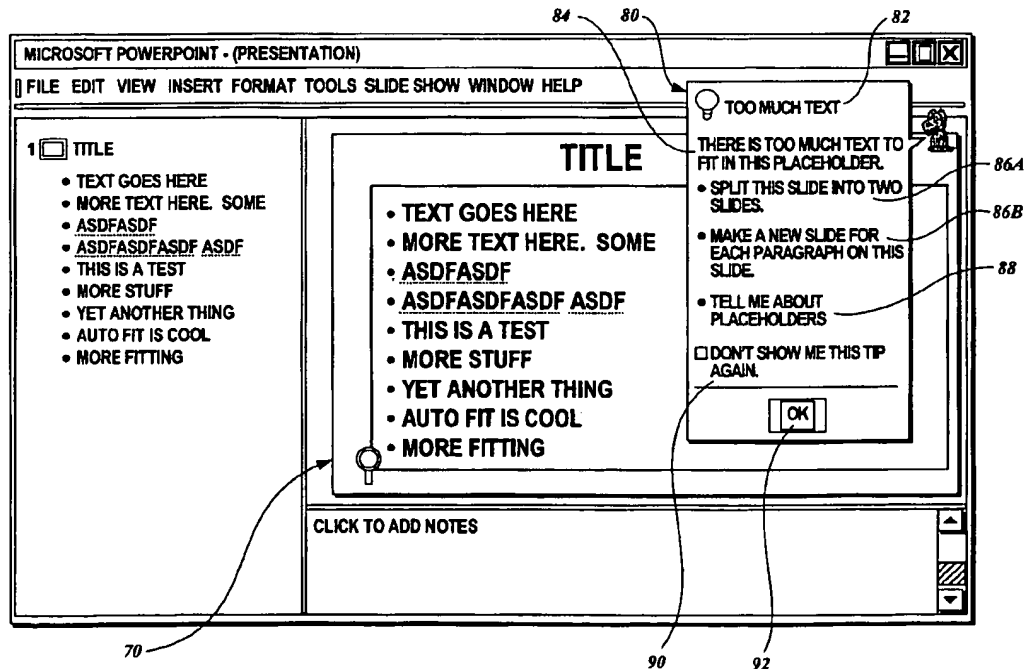 84
80
82
MICROSOFT POWERPOINT - (PRESENTATION)
FILE EDIT VIEW INSERT FORMAT TOOLS SLIDE SHOW WINDOW HELP
1 TITLE
• TEXT GOES HERE
• MORE TEXT HERE. SOME
• ASDFASDF
• ASDFASDFASDF ASDF
• THIS IS A TEST
• MORE STUFF
• YET ANOTHER THING
• AUTO FIT IS COOL
• MORE FITTING
TITLE
• TEXT GOES HERE
• MORE TEXT HERE. SOME
• ASDFASDF
• ASDFASDFASDF ASDF
• THIS IS A TEST
• MORE STUFF
• YET ANOTHER THING
• AUTO FIT IS COOL
• MORE FITTING
TOO MUCH TEXT
THERE IS TOO MUCH TEXT TO
FIT IN THIS PLACEHOLDER.
• SPLIT THIS SLIDE INTO TWO
SLIDES.
• MAKE A NEW SLIDE FOR
EACH PARAGRAPH ON THIS
SLIDE.
• TELL ME ABOUT
PLACEHOLDERS
DON'T SHOW ME THIS TIP
AGAIN.
OK
86A
86B
88
CLICK TO ADD NOTES
70
90
92